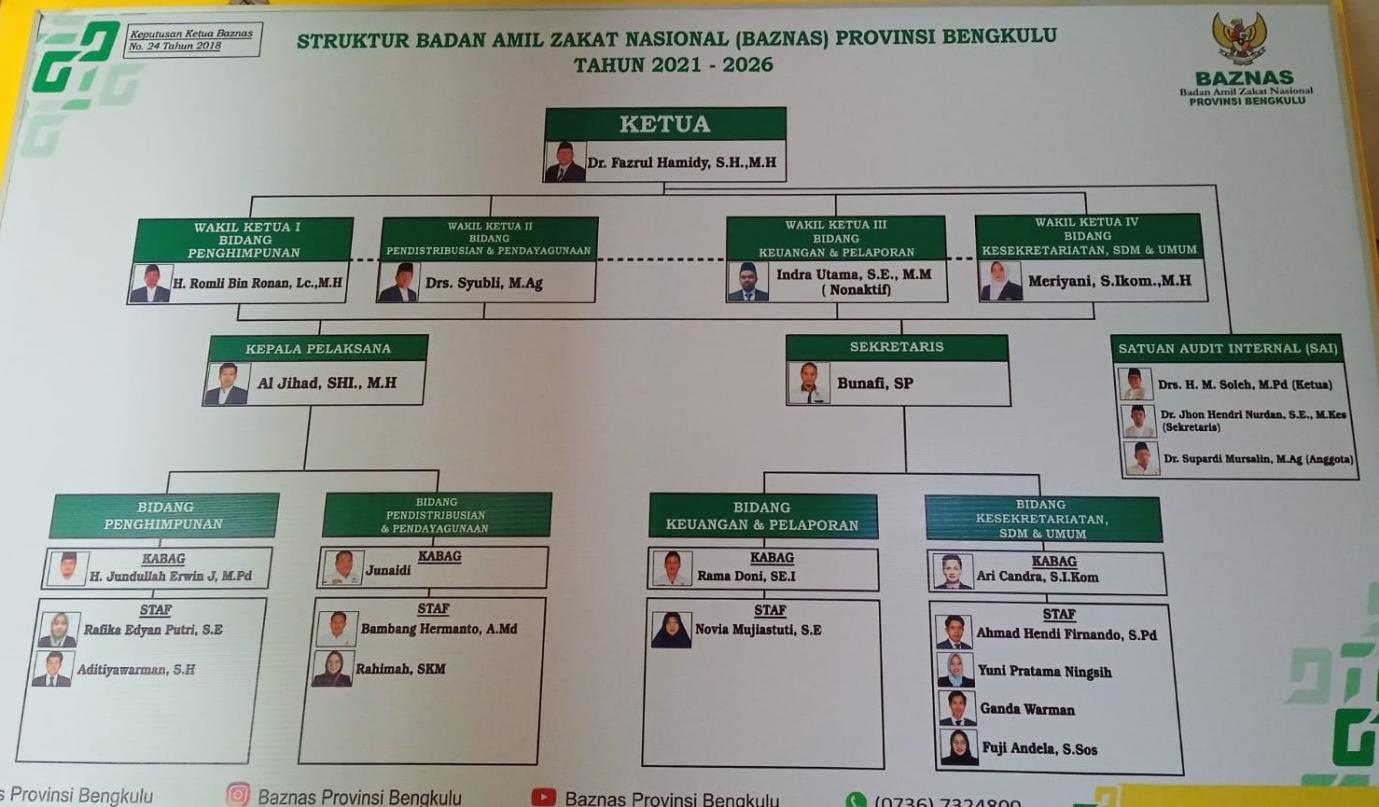 Keputusan Ketua Baznas
No. 24 Tahun 2018
STRUKTUR BADAN AMIL ZAKAT NASIONAL (BAZNAS) PROVINSI BENGKULU
TAHUN 2021 - 2026
BAZNAS
Badan Amil Zakat Nasional
PROVINSI BENGKULU
KETUA
Dr. Fazrul Hamidy, S.H.,M.H
WAKIL KETUA I
BIDANG
PENGHIMPUNAN
H. Romli Bin Ronan, Lc.,M.H
WAKIL KETUA II
BIDANG
PENDISTRIBUSIAN & PENDAYAGUNAAN
Drs. Syubli, M.Ag
WAKIL KETUA III
BIDANG
KEUANGAN & PELAPORAN
Indra Utama, S.E., M.M
( Nonaktif)
WAKIL KETUA IV
BIDANG
KESEKRETARIATAN, SDM & UMUM
Meriyani, S.Ikom.,M.H
KEPALA PELAKSANA
Al Jihad, SHI., M.H
SEKRETARIS
Bunafi, SP
SATUAN AUDIT INTERNAL (SAI)
Drs. H. M. Soleh, M.Pd (Ketua)
Dr. Jhon Hendri Nurdan, S.E., M.Kes
(Sekretaris)
Dr. Supardi Mursalin, M.Ag (Anggota)
BIDANG
PENGHIMPUNAN
KABAG
H. Jundullah Erwin J, M.Pd
STAF
Rafika Edyan Putri, S.E
Aditiyawarman, S.H
BIDANG
PENDISTRIBUSIAN
& PENDAYAGUNAAN
KABAG
Junaidi
STAF
Bambang Hermanto, A.Md
Rahimah, SKM
BIDANG
KEUANGAN & PELAPORAN
KABAG
Rama Doni, SE.I
STAF
Novia Mujiastuti, S.E
BIDANG
KESEKRETARIATAN,
SDM & UMUM
KABAG
Ari Candra, S.I.Kom
STAF
Ahmad Hendi Firnando, S.Pd
Yuni Pratama Ningsih
Ganda Warman
Fuji Andela, S.Sos
s Provinsi Bengkulu
Baznas Provinsi Bengkulu
Baznas Provinsi Bengkulu
(0736) 7324800